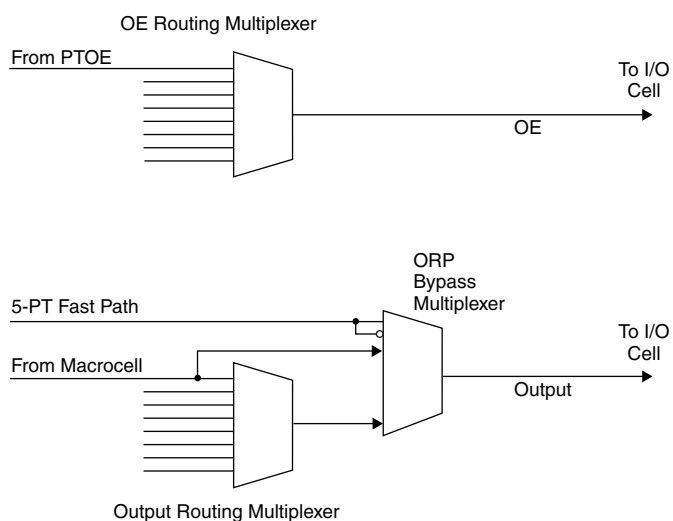 OE Routing Multiplexer
From PTOE
To I/O
Cell
OE
ORP
Bypass
Multiplexer
5-PT Fast Path
To I/O
Cell
From Macrocell
Output
Output Routing Multiplexer